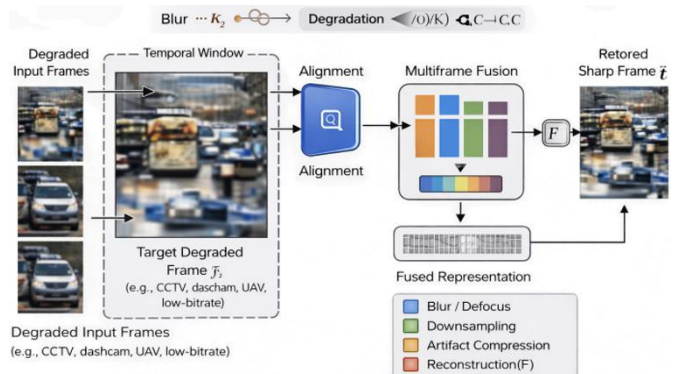 Blur ··· K₂
Degradation /O)/K) C→C,C
Degraded
Input Frames
Temporal Window
Target Degraded
Frame F₂
(e.g., CCTV, dascham, UAV,
low-bitrate)
Degraded Input Frames
(e.g., CCTV, dashcam, UAV, low-bitrate)
Alignment
Alignment
Multiframe Fusion
F
Retored
Sharp Frame t
Fused Representation
Blur / Defocus
Downsampling
Artifact Compression
Reconstruction(F)